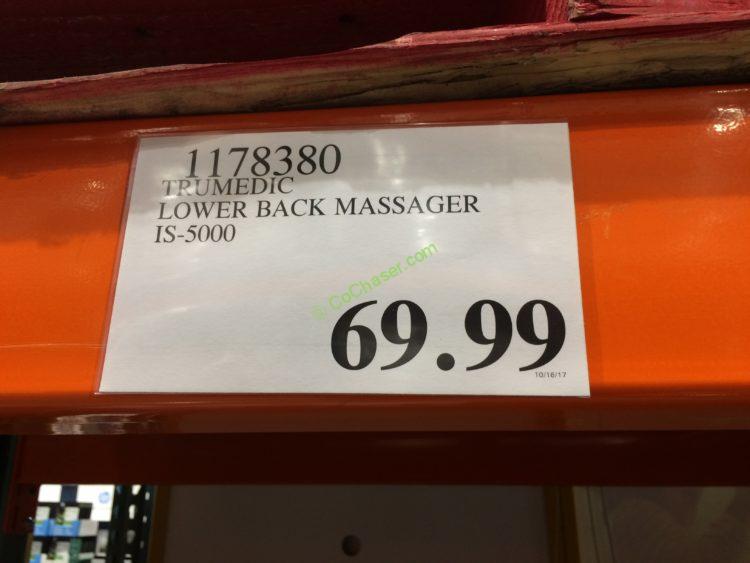 1178380
TRUMEDIC
LOWER BACK MASSAGER
IS-5000
© CoChaser.com
69.99
10/16/17